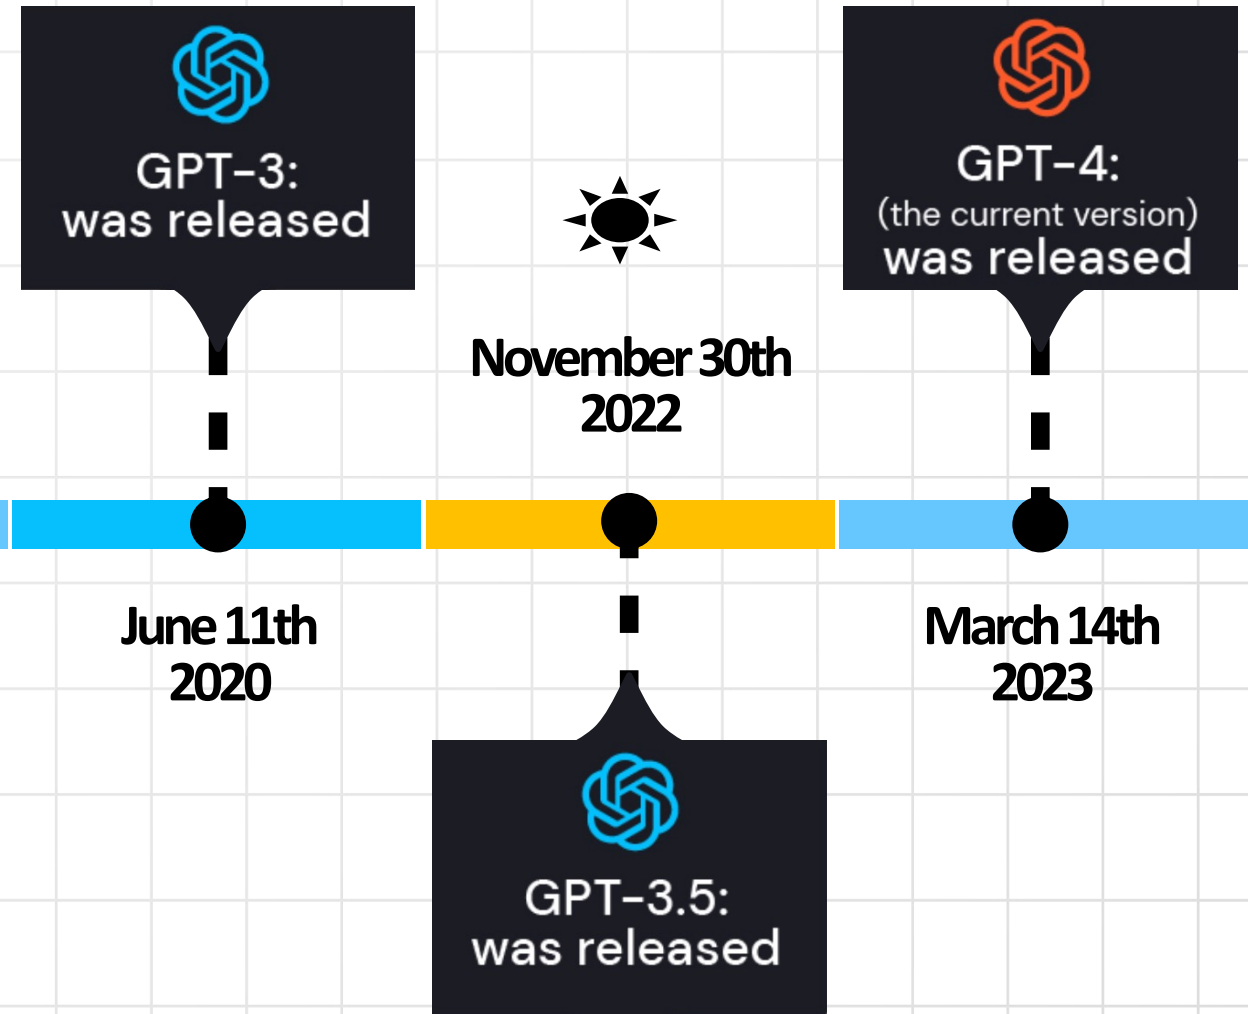 GPT-3:
was released
June 11th
2020
November 30th
2022
GPT-3.5:
was released
GPT-4:
(the current version)
was released
March 14th
2023